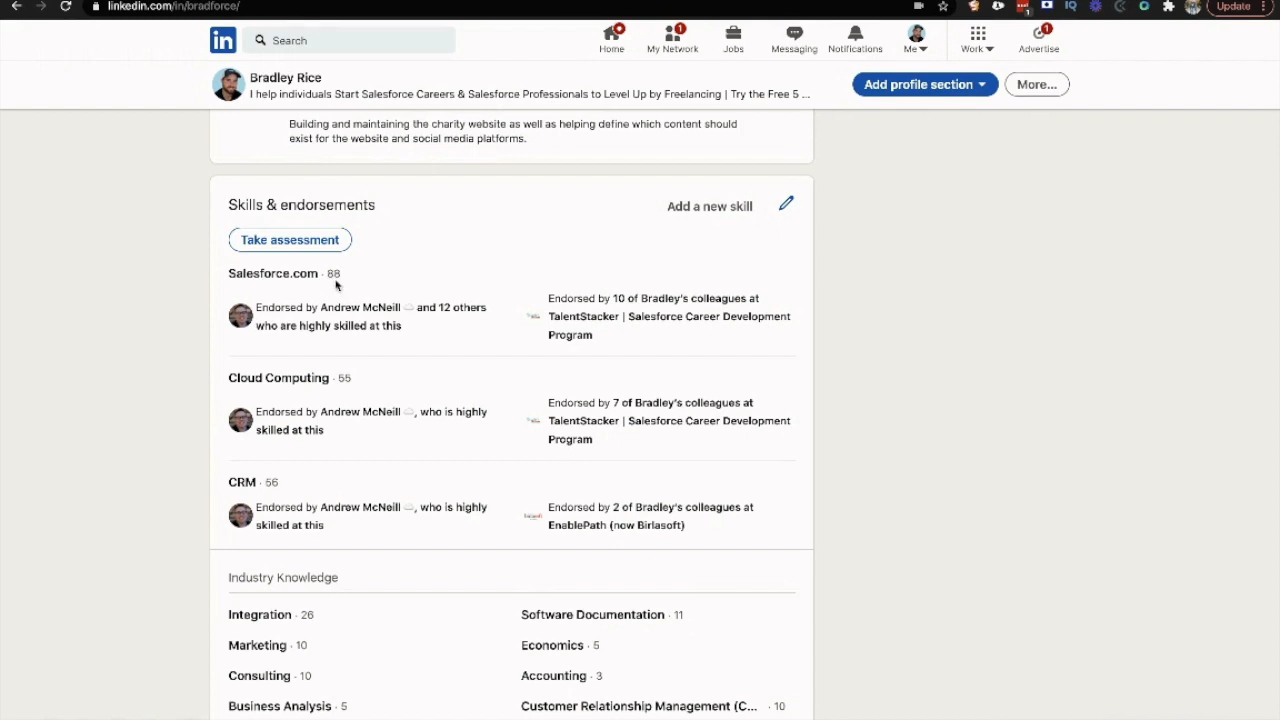 linkedin.com/in/bradforce/
Update
in
Search
Home
1
My Network
Jobs
Messaging
Notifications
Me
Work
1
Advertise
Bradley Rice
I help individuals Start Salesforce Careers & Salesforce Professionals to Level Up by Freelancing | Try the Free 5 ...
Add profile section
More...
Building and maintaining the charity website as well as helping define which content should
exist for the website and social media platforms.
Skills & endorsements
Add a new skill
Take assessment
Salesforce.com · 88
Endorsed by Andrew McNeill and 12 others
who are highly skilled at this
Endorsed by 10 of Bradley's colleagues at
TalentStacker | Salesforce Career Development
Program
Cloud Computing · 55
Endorsed by Andrew McNeill , who is highly
skilled at this
Endorsed by 7 of Bradley's colleagues at
TalentStacker | Salesforce Career Development
Program
CRM · 56
Endorsed by Andrew McNeill , who is highly
skilled at this
Endorsed by 2 of Bradley's colleagues at
EnablePath (now Birlasoft)
Industry Knowledge
Integration · 26
Software Documentation · 11
Marketing · 10
Economics · 5
Consulting · 10
Accounting · 3
Business Analysis · 5
Customer Relationship Management (C... · 10